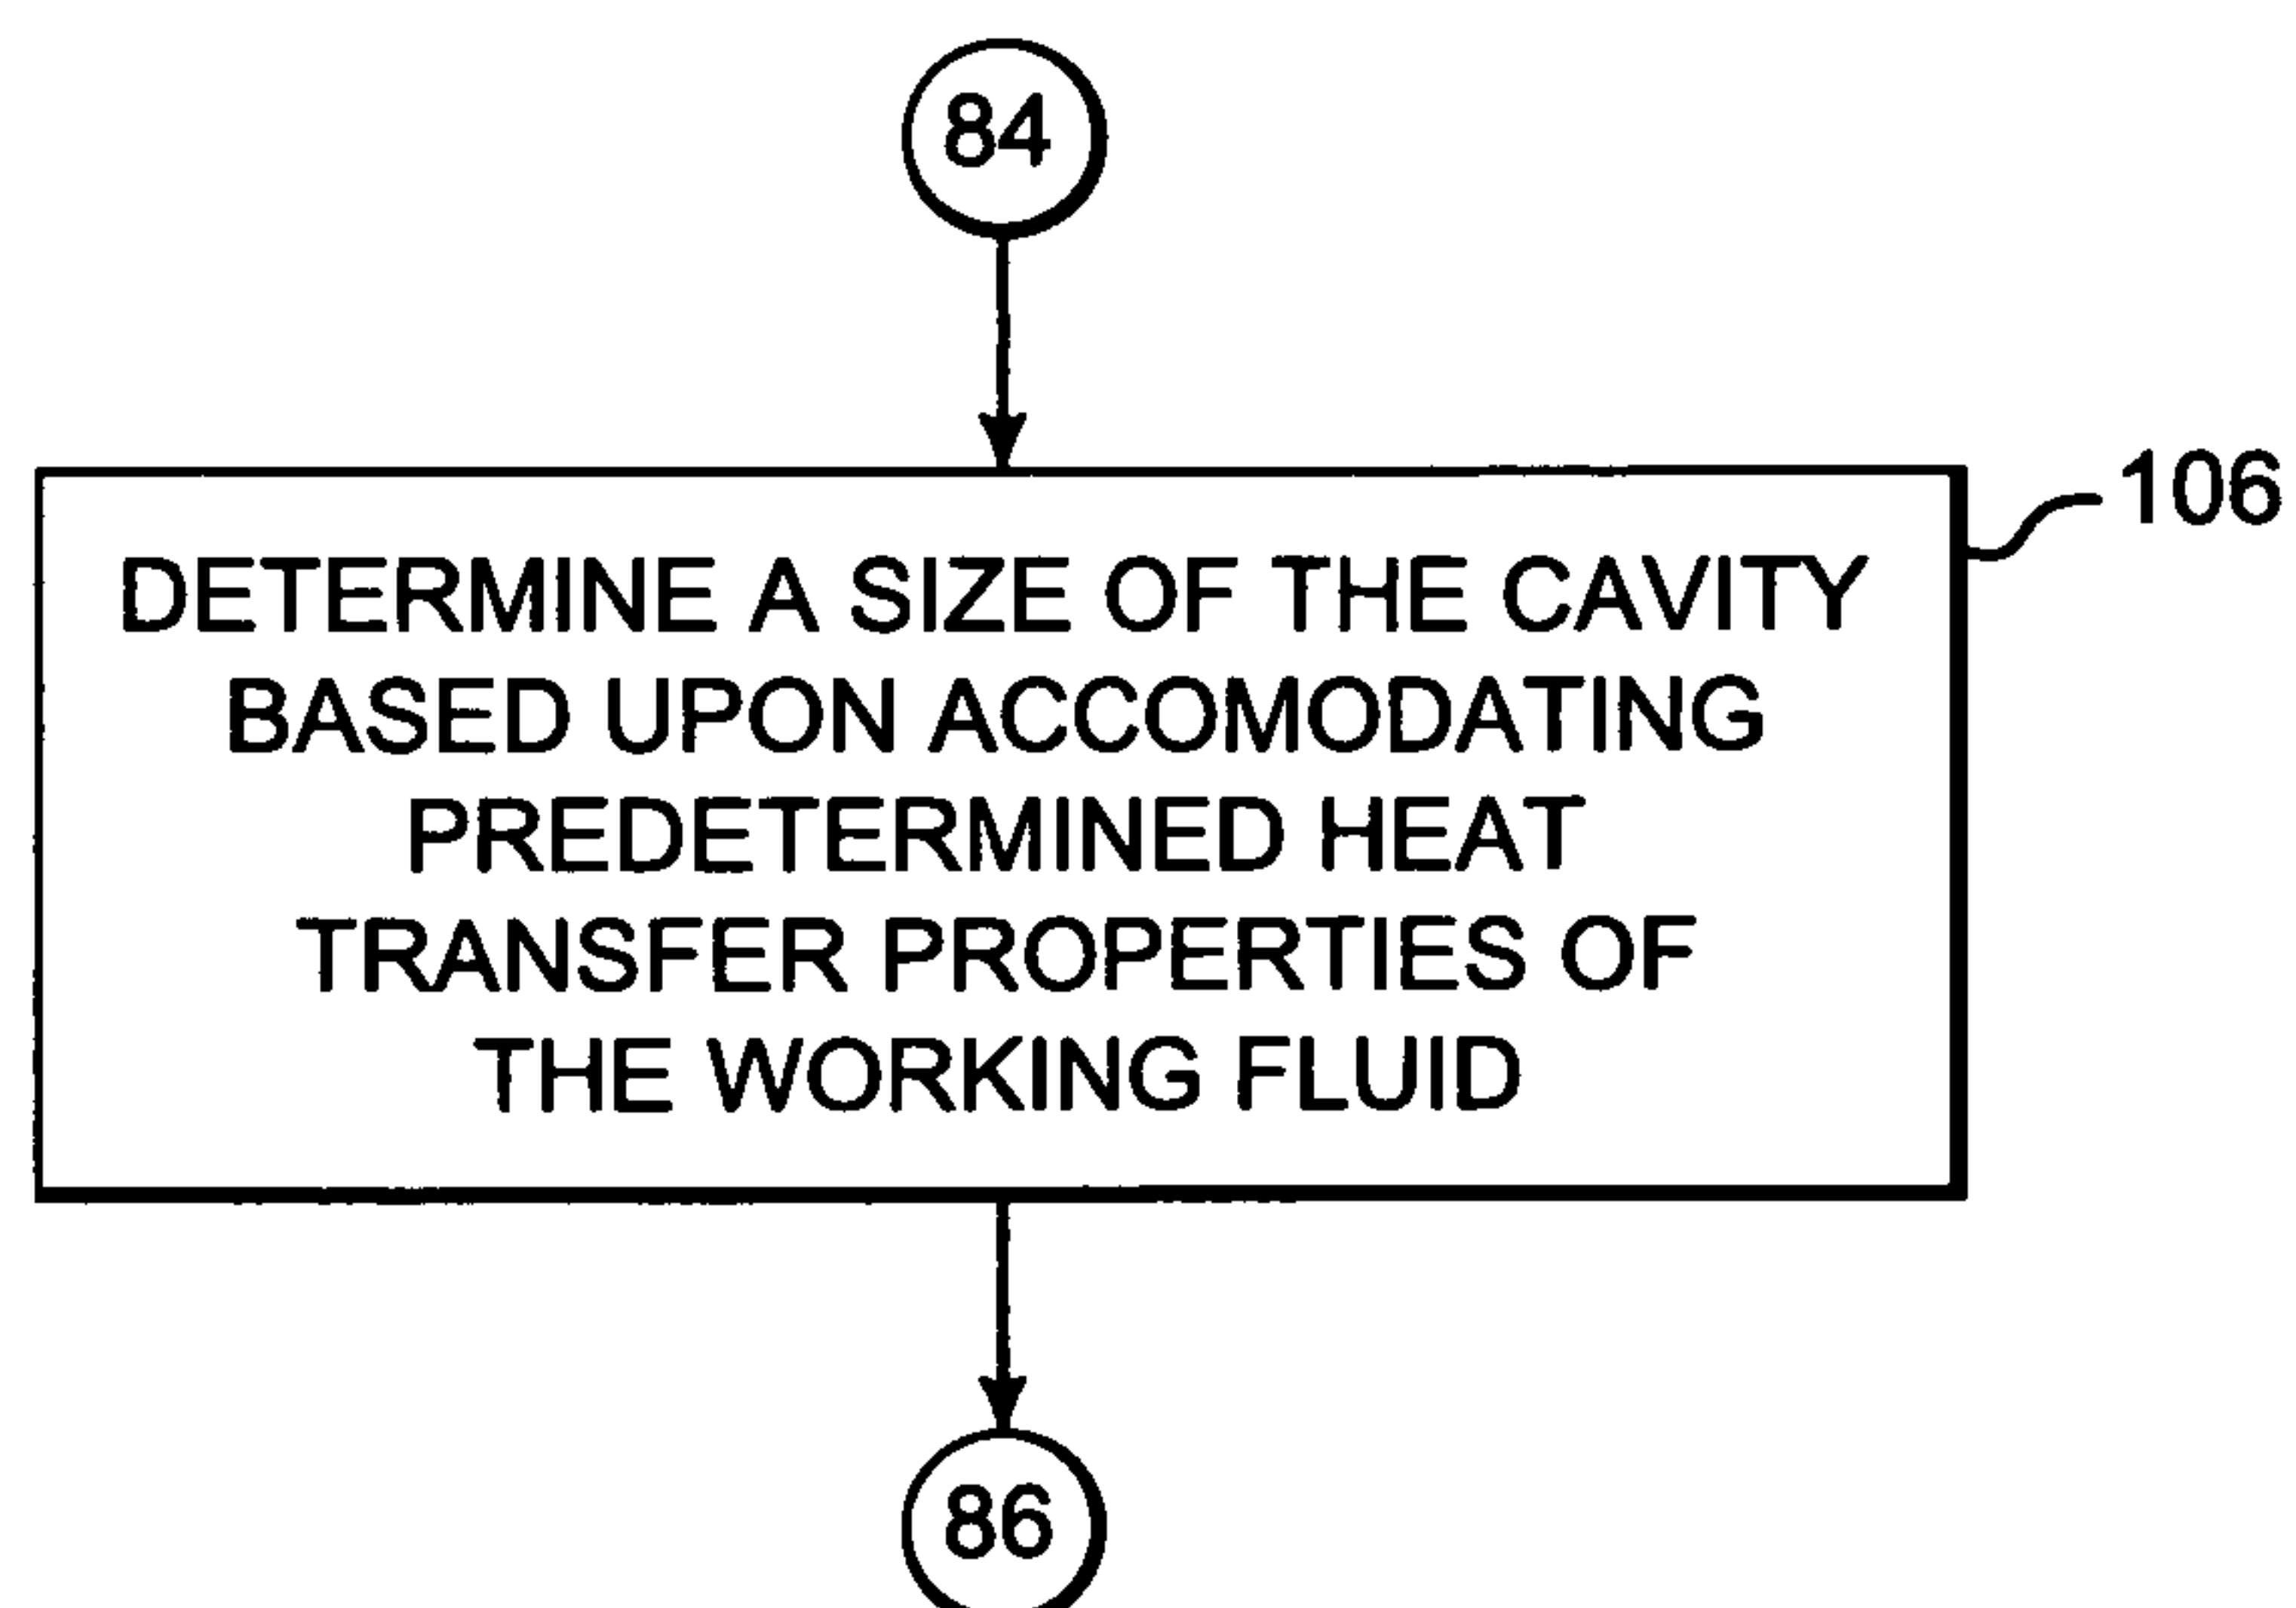 84
106
DETERMINE A SIZE OF THE CAVITY
BASED UPON ACCOMODATING
PREDETERMINED HEAT
TRANSFER PROPERTIES OF
THE WORKING FLUID
86